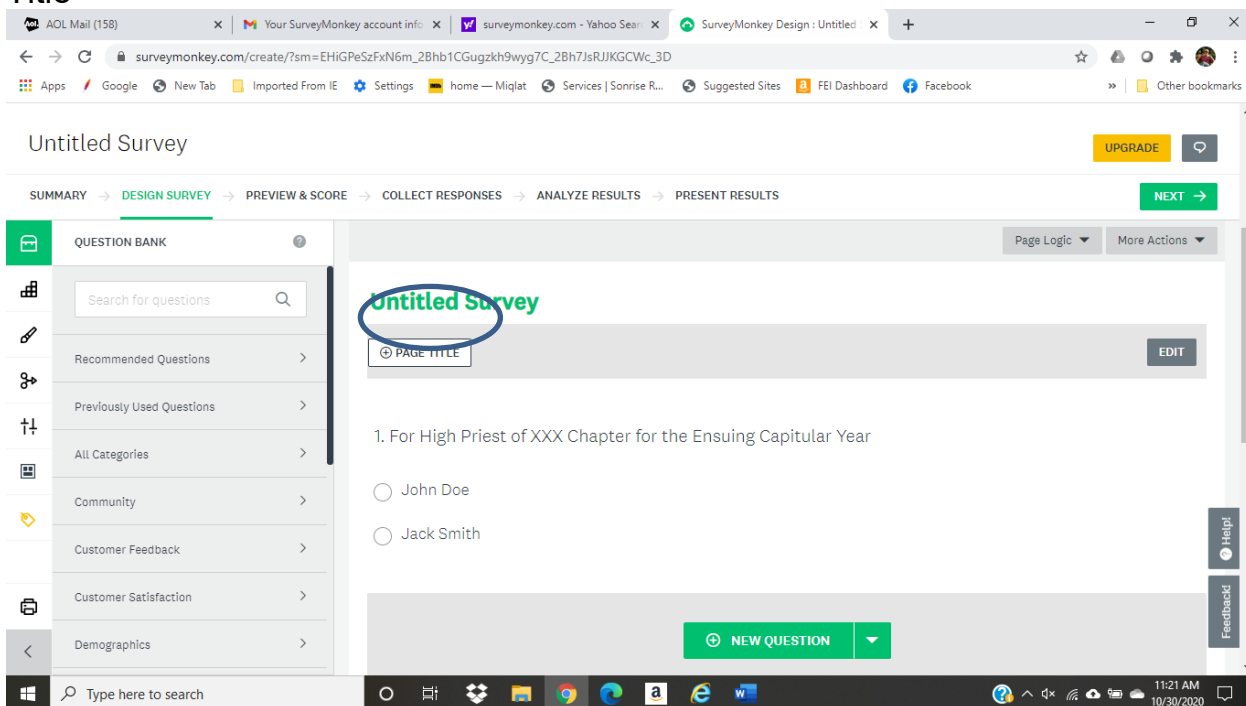 Title
AOL Mail (158)
Your SurveyMonkey account info
surveymonkey.com - Yahoo Sear
SurveyMonkey Design : Untitled
surveymonkey.com/create/?sm=EHiGPeSzFxN6m_2Bhb1CGugzkh9wyg7C_2Bh7JsRJJKGCWc_3D
Apps Google New Tab Imported From IE Settings home — Miqlat Services | Sonrise R... Suggested Sites FEI Dashboard Facebook » Other bookmarks
Untitled Survey
UPGRADE
SUMMARY → DESIGN SURVEY → PREVIEW & SCORE → COLLECT RESPONSES → ANALYZE RESULTS → PRESENT RESULTS
NEXT →
QUESTION BANK
Page Logic
More Actions
Search for questions
Untitled Survey
PAGE TITLE
EDIT
Recommended Questions
Previously Used Questions
All Categories
Community
Customer Feedback
Customer Satisfaction
Demographics
1. For High Priest of XXX Chapter for the Ensuing Capitular Year
John Doe
Jack Smith
NEW QUESTION
Help!
Feedback!
Type here to search
11:21 AM
10/30/2020